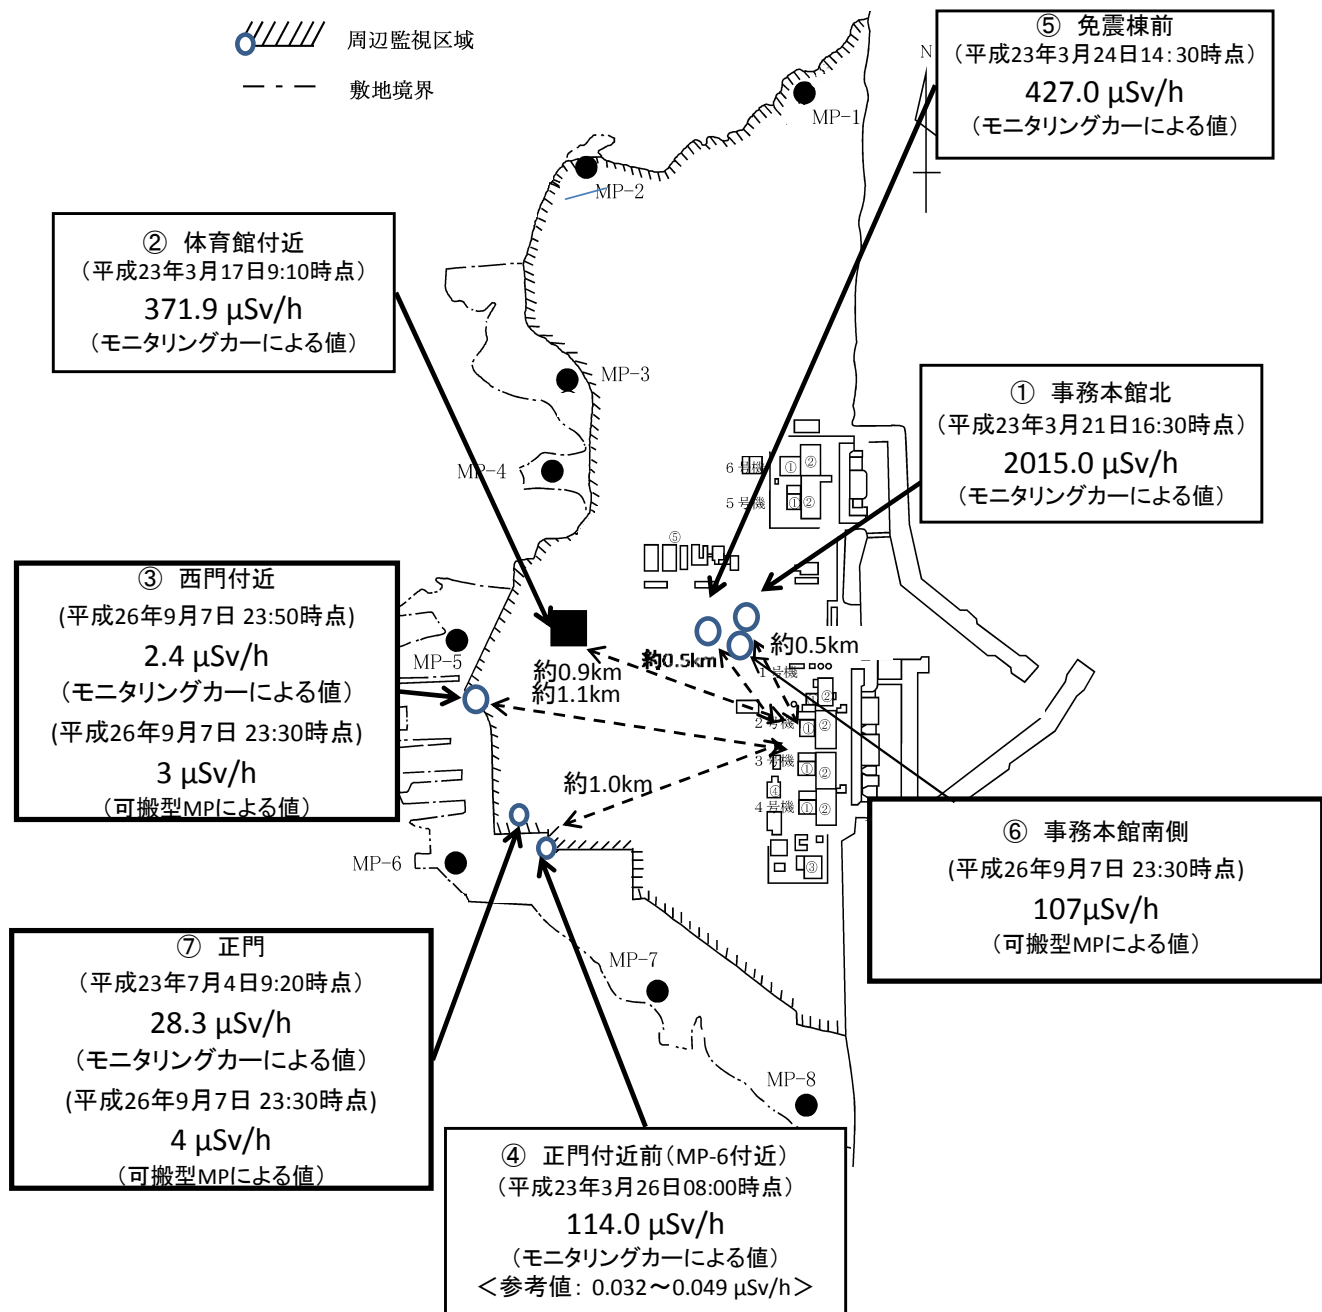 周辺監視区域
敷地境界
⑤ 免震棟前
(平成23年3月24日14:30時点)
427.0 μSv/h
(モニタリングカーによる値)
N
MP-1
MP-2
② 体育館付近
(平成23年3月17日9:10時点)
371.9 μSv/h
(モニタリングカーによる値)
MP-3
① 事務本館北
(平成23年3月21日16:30時点)
2015.0 μSv/h
(モニタリングカーによる値)
MP-4
6号機
① ②
5号機
① ②
⑤
③ 西門付近
(平成26年9月7日 23:50時点)
2.4 μSv/h
(モニタリングカーによる値)
(平成26年9月7日 23:30時点)
3 μSv/h
(可搬型MPによる値)
MP-5
約0.9km
約0.5km
約0.5km
約1.1km
1号機
②
2号機
① ②
3号機
① ②
約1.0km
④
4号機
① ②
③
MP-6
⑥ 事務本館南側
(平成26年9月7日 23:30時点)
107μSv/h
(可搬型MPによる値)
⑦ 正門
(平成23年7月4日9:20時点)
28.3 μSv/h
(モニタリングカーによる値)
(平成26年9月7日 23:30時点)
4 μSv/h
(可搬型MPによる値)
MP-7
MP-8
④ 正門付近前(MP-6付近)
(平成23年3月26日08:00時点)
114.0 μSv/h
(モニタリングカーによる値)
<参考値: 0.032～0.049 μSv/h>